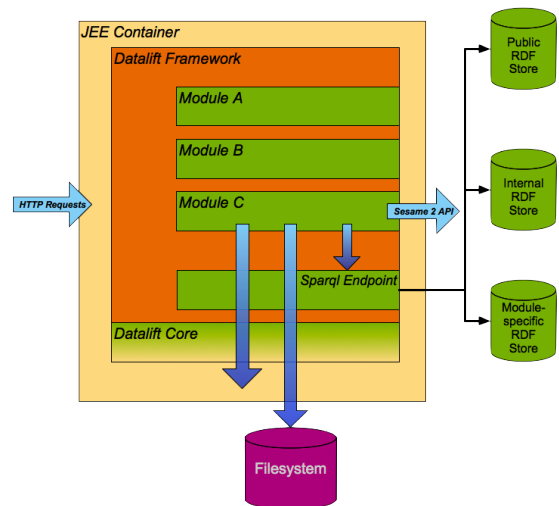 JEE Container
Datalift Framework
Module A
Module B
Module C
HTTP Requests
Sesame 2 API
Sparql Endpoint
Datalift Core
Filesystem
Public
RDF
Store
Internal
RDF
Store
Module-
specific
RDF
Store